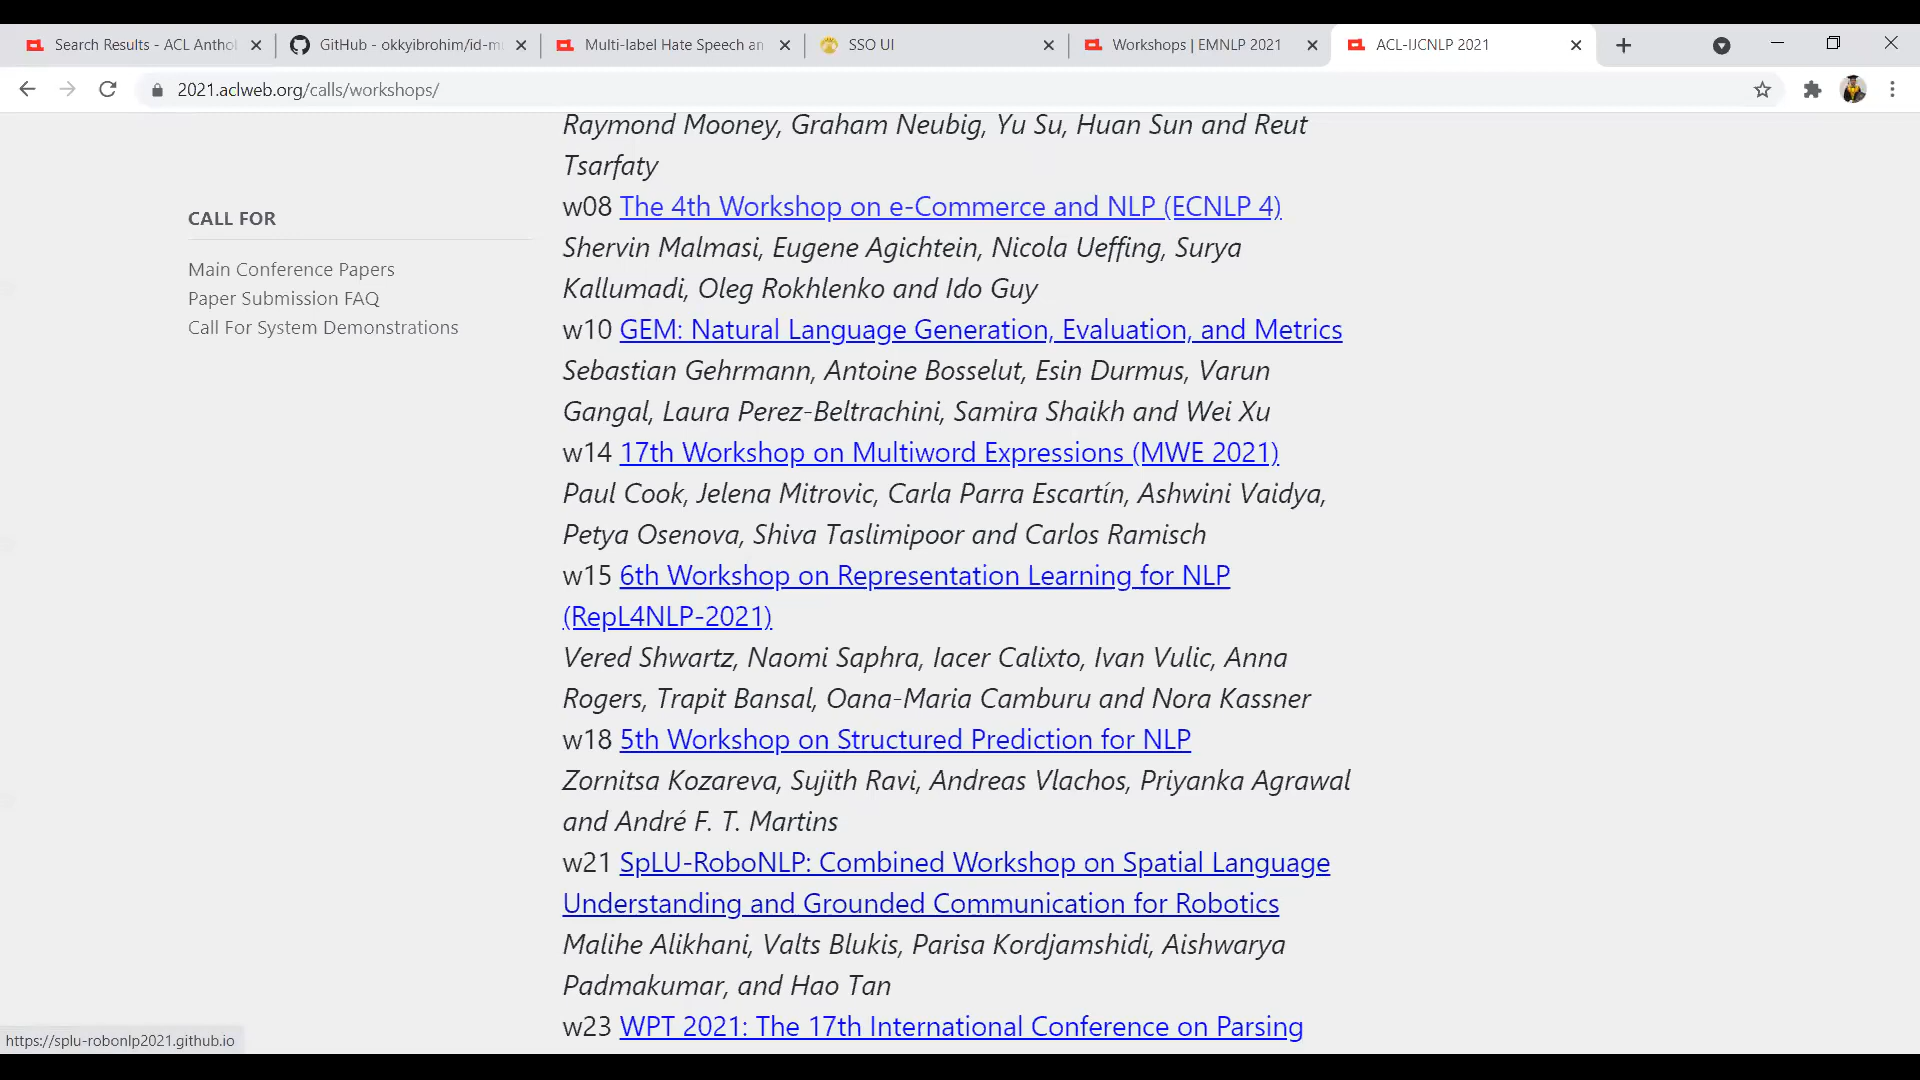 Search Results - ACL Anthol
GitHub - okkyibrohim/id-m
Multi-label Hate Speech an
SSO UI
Workshops | EMNLP 2021
ACL-IJCNLP 2021
2021.aclweb.org/calls/workshops/
Raymond Mooney, Graham Neubig, Yu Su, Huan Sun and Reut
Tsarfaty
CALL FOR
Main Conference Papers
Paper Submission FAQ
Call For System Demonstrations
w08 The 4th Workshop on e-Commerce and NLP (ECNLP 4)
Shervin Malmasi, Eugene Agichtein, Nicola Ueffing, Surya
Kallumadi, Oleg Rokhlenko and Ido Guy
w10 GEM: Natural Language Generation, Evaluation, and Metrics
Sebastian Gehrmann, Antoine Bosselut, Esin Durmus, Varun
Gangal, Laura Perez-Beltrachini, Samira Shaikh and Wei Xu
w14 17th Workshop on Multiword Expressions (MWE 2021)
Paul Cook, Jelena Mitrovic, Carla Parra Escartín, Ashwini Vaidya,
Petya Osenova, Shiva Taslimipoor and Carlos Ramisch
w15 6th Workshop on Representation Learning for NLP
(RepL4NLP-2021)
Vered Shwartz, Naomi Saphra, Iacer Calixto, Ivan Vulic, Anna
Rogers, Trapit Bansal, Oana-Maria Camburu and Nora Kassner
w18 5th Workshop on Structured Prediction for NLP
Zornitsa Kozareva, Sujith Ravi, Andreas Vlachos, Priyanka Agrawal
and André F. T. Martins
w21 SpLU-RoboNLP: Combined Workshop on Spatial Language
Understanding and Grounded Communication for Robotics
Malihe Alikhani, Valts Blukis, Parisa Kordjamshidi, Aishwarya
Padmakumar, and Hao Tan
w23 WPT 2021: The 17th International Conference on Parsing
https://splu-robonlp2021.github.io